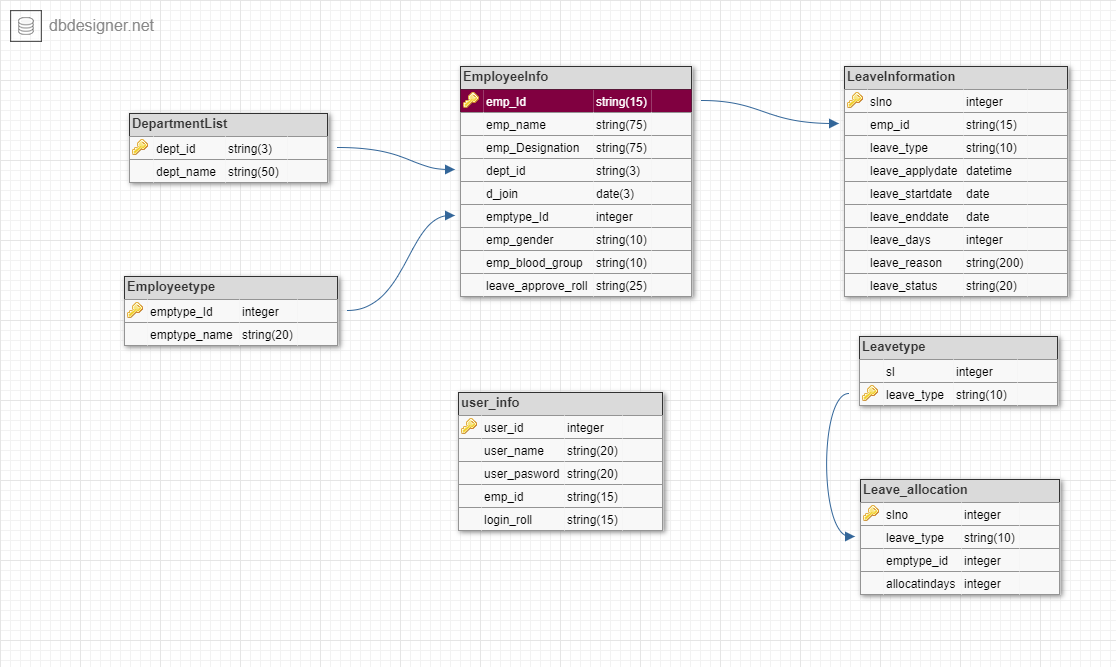 dbdesigner.net
DepartmentList
dept_id string(3)
dept_name string(50)
Employeetype
emptype_Id integer
emptype_name string(20)
EmployeeInfo
emp_Id string(15)
emp_name string(75)
emp_Designation string(75)
dept_id string(3)
d_join date(3)
emptype_Id integer
emp_gender string(10)
emp_blood_group string(10)
leave_approve_roll string(25)
user_info
user_id integer
user_name string(20)
user_pasword string(20)
emp_id string(15)
login_roll string(15)
LeaveInformation
slno integer
emp_id string(15)
leave_type string(10)
leave_applydate datetime
leave_startdate date
leave_enddate date
leave_days integer
leave_reason string(200)
leave_status string(20)
Leavetype
sl integer
leave_type string(10)
Leave_allocation
slno integer
leave_type string(10)
emptype_id integer
allocatindays integer